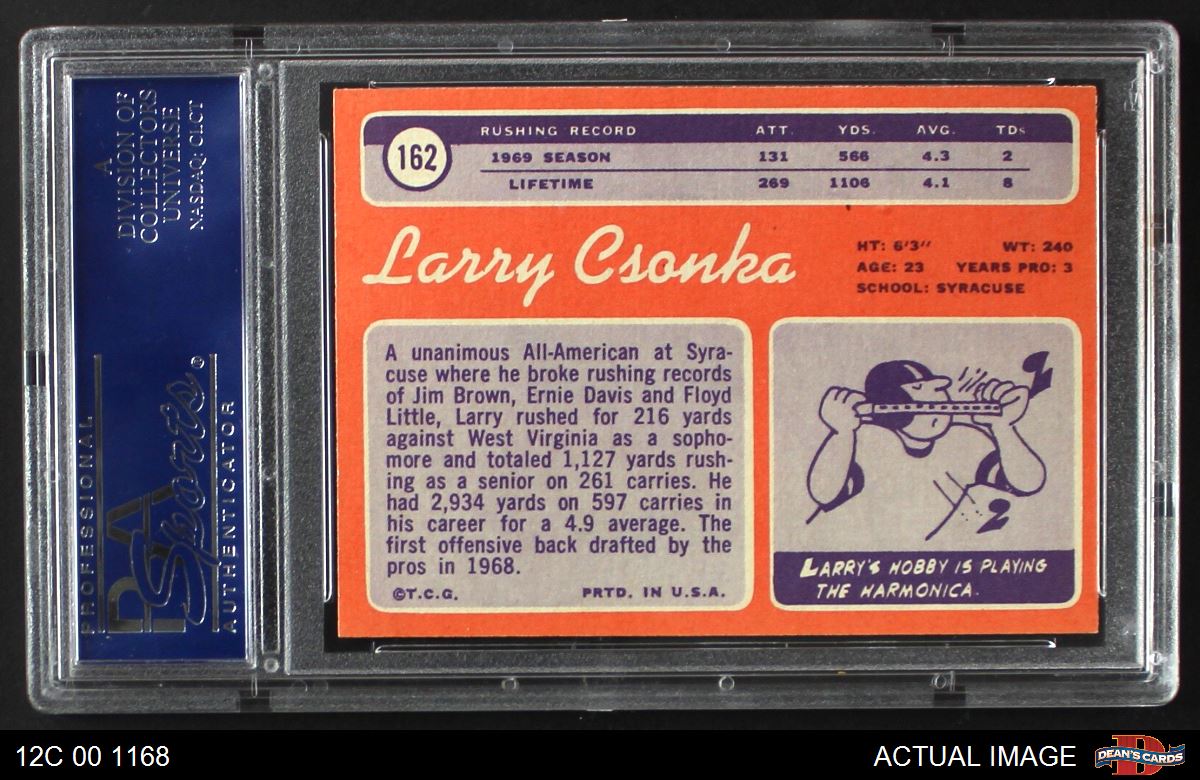 A
DIVISION OF
COLLECTORS
UNIVERSE
NASDAQ: CLCT
PROFESSIONAL
PSA
Sports®
AUTHENTICATOR
162
RUSHING RECORD ATT. YDS. AVG. TDs
1969 SEASON 131 566 4.3 2
LIFETIME 269 1106 4.1 8
Larry Csonka
HT: 6'3" WT: 240
AGE: 23 YEARS PRO: 3
SCHOOL: SYRACUSE
A unanimous All-American at Syra-
cuse where he broke rushing records
of Jim Brown, Ernie Davis and Floyd
Little, Larry rushed for 216 yards
against West Virginia as a sopho-
more and totaled 1,127 yards rush-
ing as a senior on 261 carries. He
had 2,934 yards on 597 carries in
his career for a 4.9 average. The
first offensive back drafted by the
pros in 1968.
©T.C.G. PRTD. IN U.S.A.
LARRY'S HOBBY IS PLAYING
THE HARMONICA.
12C 00 1168
ACTUAL IMAGE
D
DEAN'S CARDS